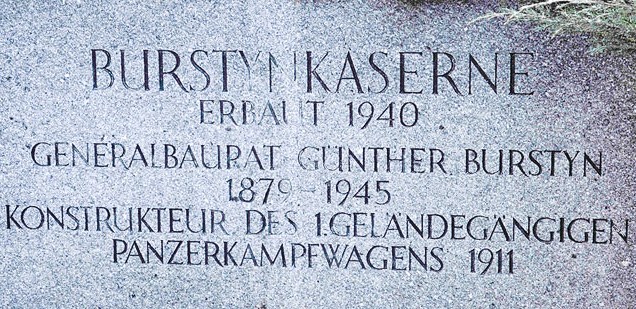 BURSTYNKASERNE
ERBAUT 1940
GENERALBAURAT GÜNTHER BURSTYN
1879-1945
KONSTRUKTEUR DES 1.GELÄNDEGÄNGIGEN
PANZERKAMPFWAGENS 1911